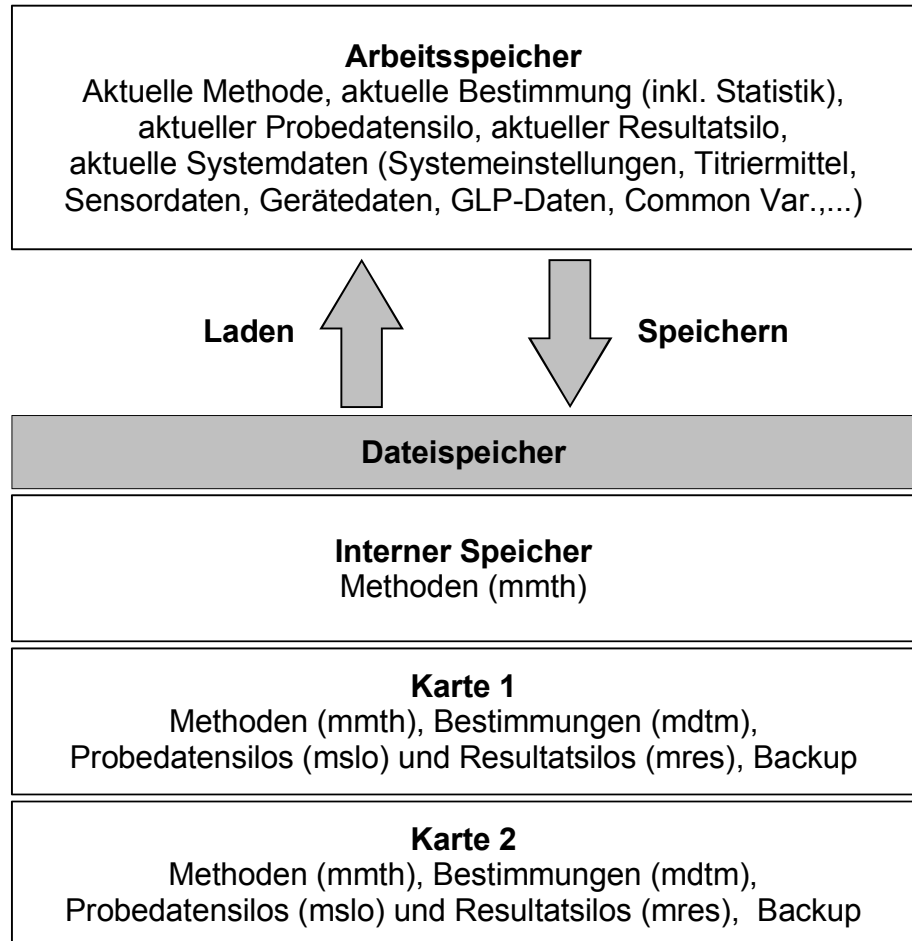 Arbeitsspeicher
Aktuelle Methode, aktuelle Bestimmung (inkl. Statistik),
aktueller Probedatensilo, aktueller Resultatsilo,
aktuelle Systemdaten (Systemeinstellungen, Titriermittel,
Sensordaten, Gerätedaten, GLP-Daten, Common Var.,...)
Laden
Speichern
Dateispeicher
Interner Speicher
Methoden (mmth)
Karte 1
Methoden (mmth), Bestimmungen (mdtm),
Probedatensilos (mslo) und Resultatsilos (mres), Backup
Karte 2
Methoden (mmth), Bestimmungen (mdtm),
Probedatensilos (mslo) und Resultatsilos (mres),  Backup